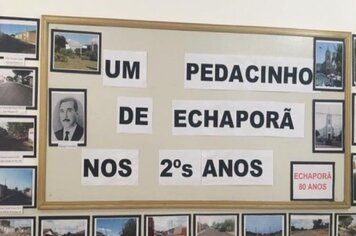 UM PEDACINHO
DE ECHAPORÃ
NOS 2ºs ANOS
ECHAPORÃ
80 ANOS